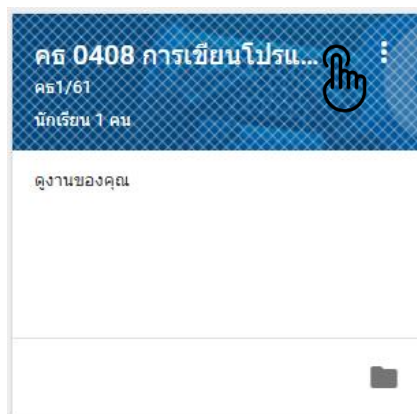 คธ 0408 การเขียนโปรแ...
คธ1/61
นักเรียน 1 คน
ดูงานของคุณ